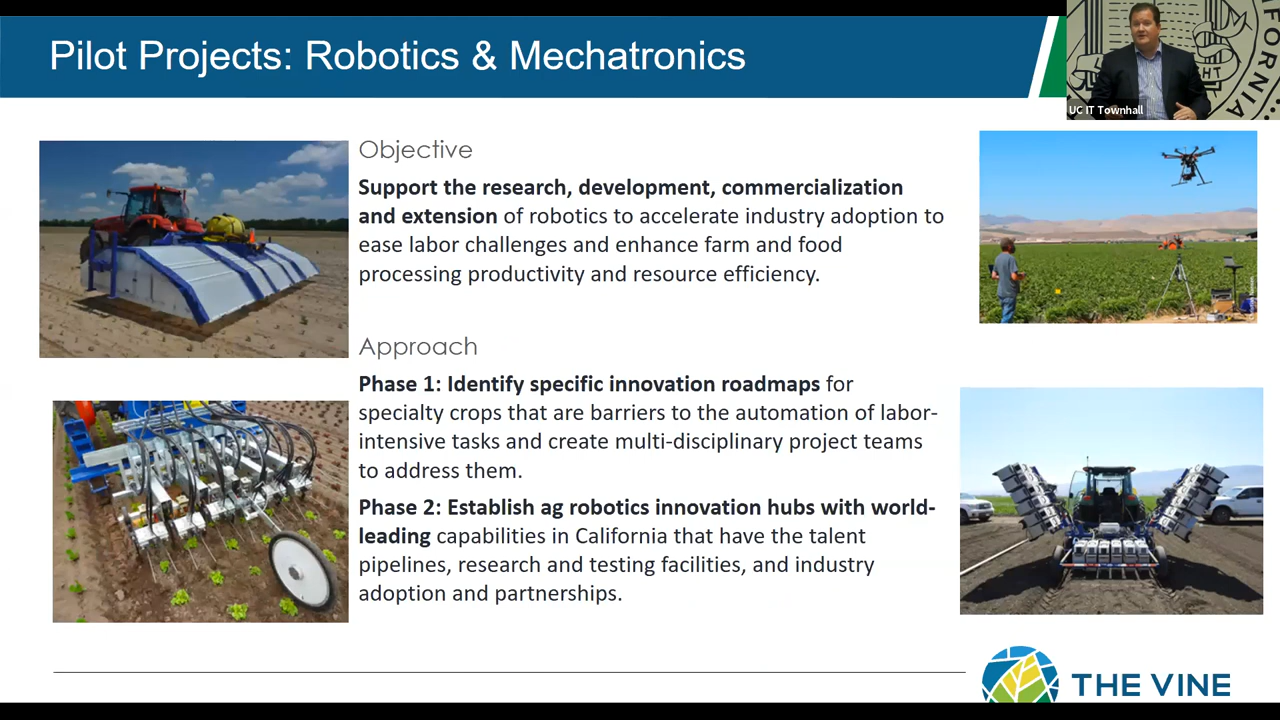 Pilot Projects: Robotics & Mechatronics
UC IT Townhall
Objective
Support the research, development, commercialization
and extension of robotics to accelerate industry adoption to
ease labor challenges and enhance farm and food
processing productivity and resource efficiency.
Approach
Phase 1: Identify specific innovation roadmaps for
specialty crops that are barriers to the automation of labor-
intensive tasks and create multi-disciplinary project teams
to address them.
Phase 2: Establish ag robotics innovation hubs with world-
leading capabilities in California that have the talent
pipelines, research and testing facilities, and industry
adoption and partnerships.
THE VINE